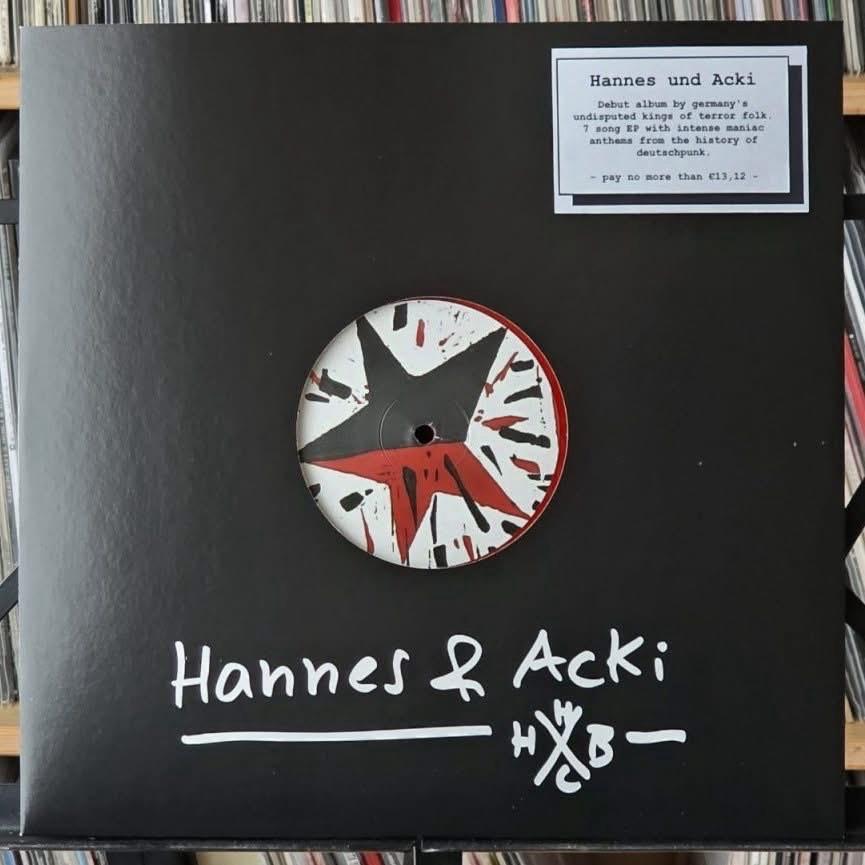 Hannes und Acki
Debut album by germany's
undisputed kings of terror folk.
7 song EP with intense maniac
anthems from the history of
deutschpunk.
- pay no more than €13,12 -
Hannes & Acki
H
H B
C